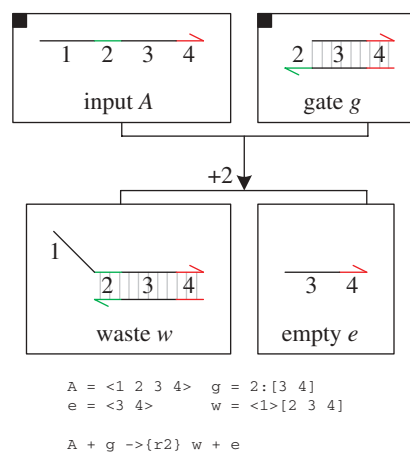 1 2 3 4
input A
2 3 4
gate g
+2
1
2 3 4
waste w
3 4
empty e
A = <1 2 3 4> g = 2:[3 4]
e = <3 4> w = <1>[2 3 4]
A + g ->{r2} w + e